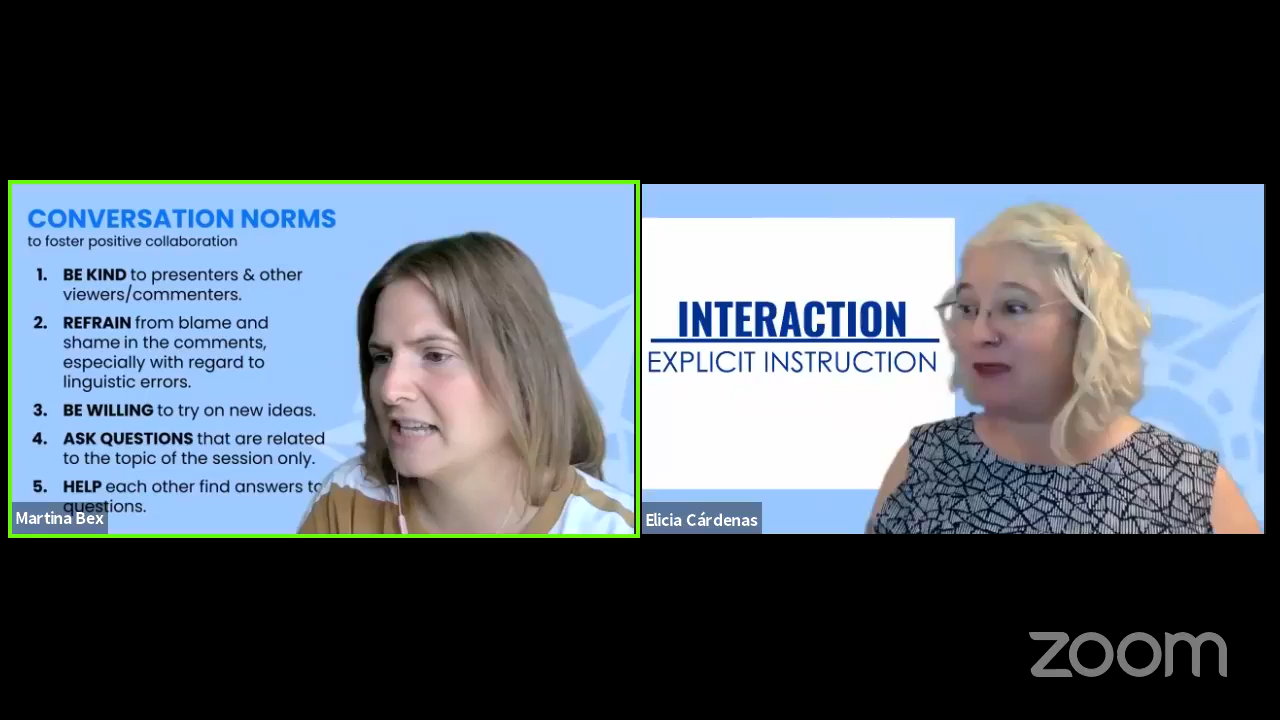 CONVERSATION NORMS
to foster positive collaboration
1. BE KIND to presenters & other
viewers/commenters.
2. REFRAIN from blame and
shame in the comments,
especially with regard to
linguistic errors.
3. BE WILLING to try on new ideas.
4. ASK QUESTIONS that are related
to the topic of the session only.
5. HELP each other find answers to
questions.
Martina Bex
INTERACTION
EXPLICIT INSTRUCTION
Elicia Cárdenas
zoom